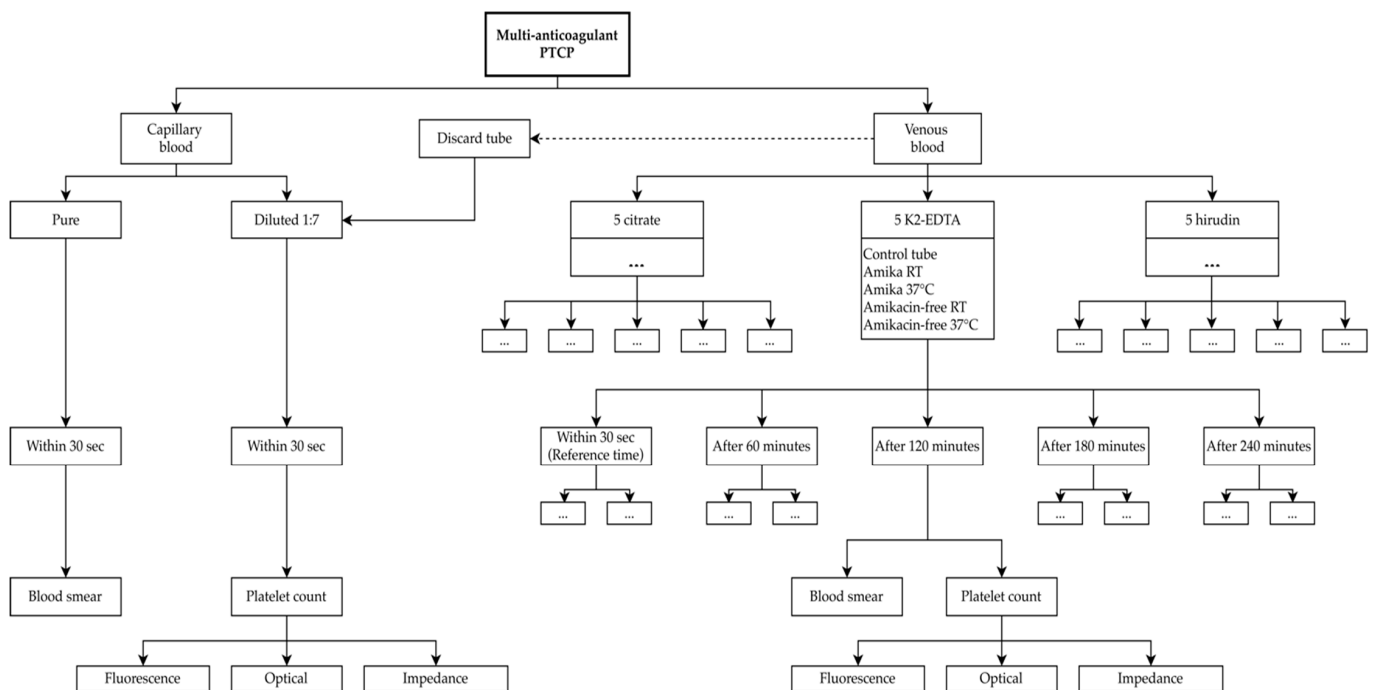 Multi-anticoagulant
PTCP
Capillary
blood
Discard tube
Venous
blood
Pure
Diluted 1:7
5 citrate
...
5 K2-EDTA
Control tube
Amika RT
Amika 37°C
Amikacin-free RT
Amikacin-free 37°C
5 hirudin
...
...
...
...
...
...
...
...
...
...
...
Within 30 sec
Within 30 sec
Within 30 sec
(Reference time)
After 60 minutes
After 120 minutes
After 180 minutes
After 240 minutes
...
...
...
...
...
...
...
...
Blood smear
Platelet count
Blood smear
Platelet count
Fluorescence
Optical
Impedance
Fluorescence
Optical
Impedance